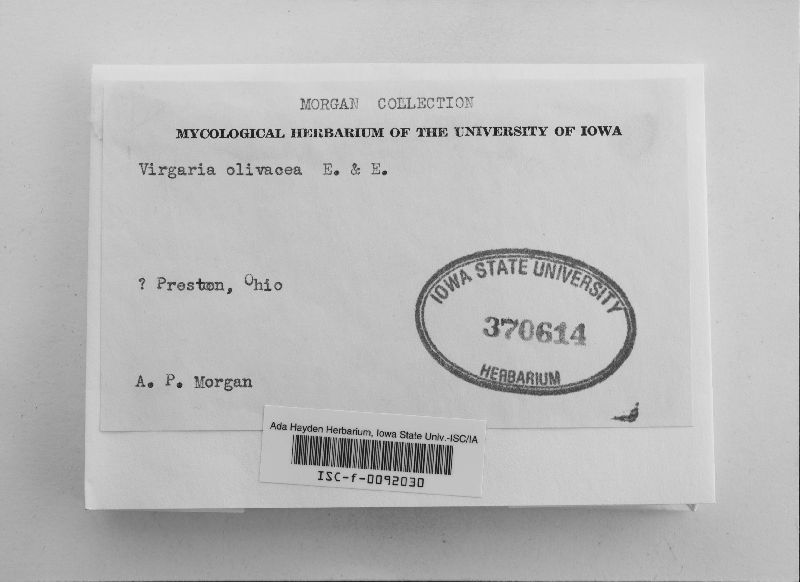 MORGAN COLLECTION
MYCOLOGICAL HERBARIUM OF THE UNIVERSITY OF IOWA
Virgaria olivacea E. & E.
? Preston, Ohio
IOWA STATE UNIVERSITY
370614
HERBARIUM
A. P. Morgan
Ada Hayden Herbarium, Iowa State Univ.-ISC/IA
ISC-f-0092030